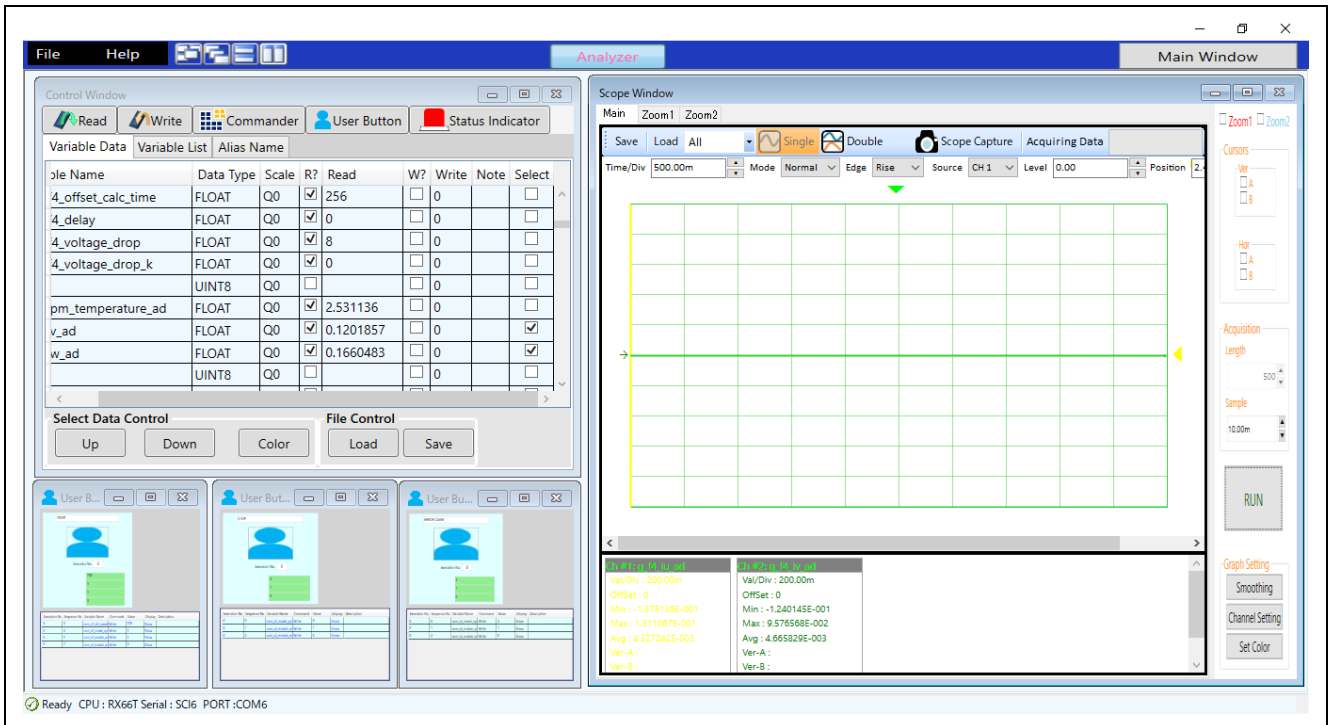 File Help Analyzer Main Window
Control Window
Read Write Commander User Button Status Indicator
Variable Data Variable List Alias Name
ble Name Data Type Scale R? Read W? Write Note Select
4_offset_calc_time FLOAT Q0 256 0
4_delay FLOAT Q0 0 0
4_voltage_drop FLOAT Q0 8 0
4_voltage_drop_k FLOAT Q0 0 0
UINT8 Q0 0
pm_temperature_ad FLOAT Q0 2.531136 0
v_ad FLOAT Q0 0.1201857 0
w_ad FLOAT Q0 0.1660483 0
UINT8 Q0 0
Select Data Control File Control
Up Down Color Load Save
User B... User But... User Bu...
Scope Window
Main Zoom1 Zoom2
Save Load All Single Double Scope Capture Acquiring Data
Time/Div 500.00m Mode Normal Edge Rise Source CH 1 Level 0.00 Position 2.
Zoom1 Zoom2
Cursors
Ver
A
B
Hor
A
B
Acquisition
Length
500
Sample
10.00m
RUN
Graph Setting
Smoothing
Channel Setting
Set Color
Val/Div : 200.00m
OffSet : 0
Val/Div : 200.00m
OffSet : 0
Min : -1.240145E-001
Max : 9.576568E-002
Avg : 4.665829E-003
Ver-A :
Ver-B :
Ready CPU : RX66T Serial : SCI6 PORT :COM6